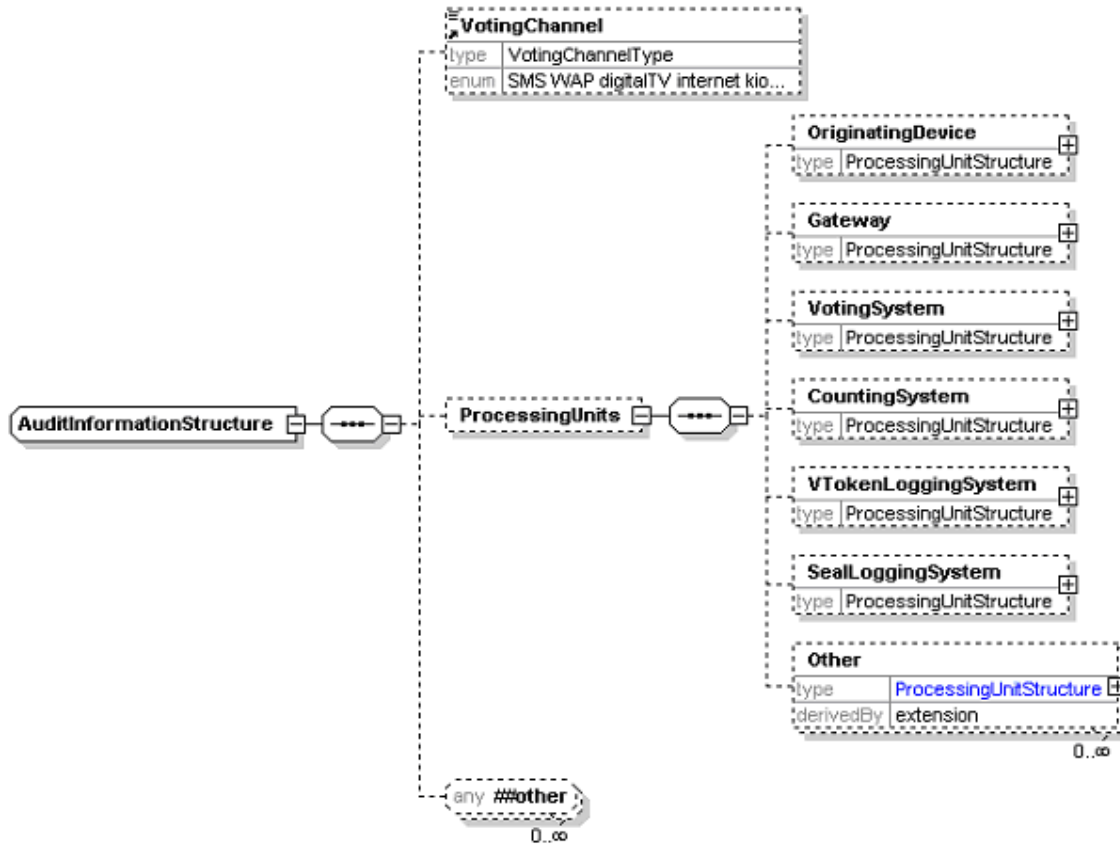 VotingChannel
type VotingChannelType
enum SMS WAP digitalTV internet kio...
OriginatingDevice
type ProcessingUnitStructure
Gateway
type ProcessingUnitStructure
VotingSystem
type ProcessingUnitStructure
AuditInformationStructure
ProcessingUnits
CountingSystem
type ProcessingUnitStructure
VTokenLoggingSystem
type ProcessingUnitStructure
SealLoggingSystem
type ProcessingUnitStructure
Other
type ProcessingUnitStructure
derivedBy extension
0..∞
any ##other
0..∞